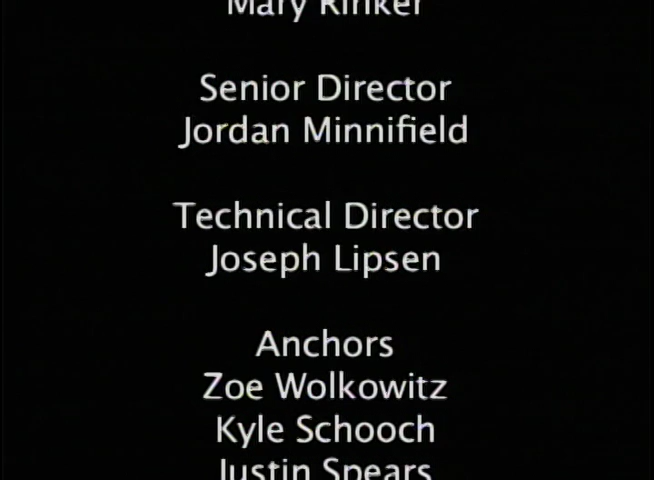 Mary Rinker
Senior Director
Jordan Minnifield
Technical Director
Joseph Lipsen
Anchors
Zoe Wolkowitz
Kyle Schooch
Justin Spears